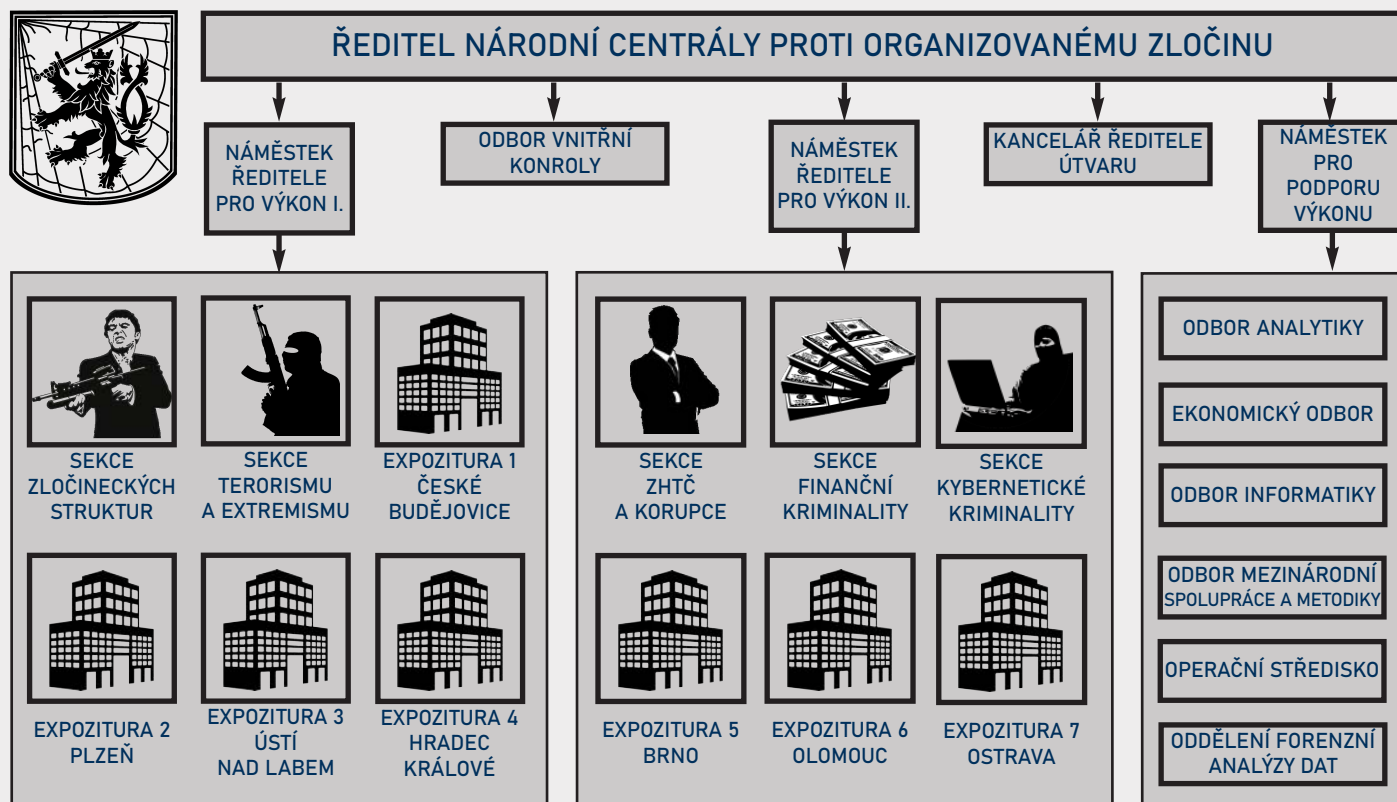 ŘEDITEL NÁRODNÍ CENTRÁLY PROTI ORGANIZOVANÉMU ZLOČINU
NÁMĚSTEK
ŘEDITELE
PRO VÝKON I.
ODBOR VNITŘNÍ
KONROLY
NÁMĚSTEK
ŘEDITELE
PRO VÝKON II.
KANCELÁŘ ŘEDITELE
ÚTVARU
NÁMĚSTEK
PRO
PODPORU
VÝKONU
SEKCE
ZLOČINECKÝCH
STRUKTUR
SEKCE
TERORISMU
A EXTREMISMU
EXPOZITURA 1
ČESKÉ
BUDĚJOVICE
EXPOZITURA 2
PLZEŇ
EXPOZITURA 3
ÚSTÍ
NAD LABEM
EXPOZITURA 4
HRADEC
KRÁLOVÉ
SEKCE
ZHTČ
A KORUPCE
SEKCE
FINANČNÍ
KRIMINALITY
SEKCE
KYBERNETICKÉ
KRIMINALITY
EXPOZITURA 5
BRNO
EXPOZITURA 6
OLOMOUC
EXPOZITURA 7
OSTRAVA
ODBOR ANALYTIKY
EKONOMICKÝ ODBOR
ODBOR INFORMATIKY
ODBOR MEZINÁRODNÍ
SPOLUPRÁCE A METODIKY
OPERAČNÍ STŘEDISKO
ODDĚLENÍ FORENZNÍ
ANALÝZY DAT